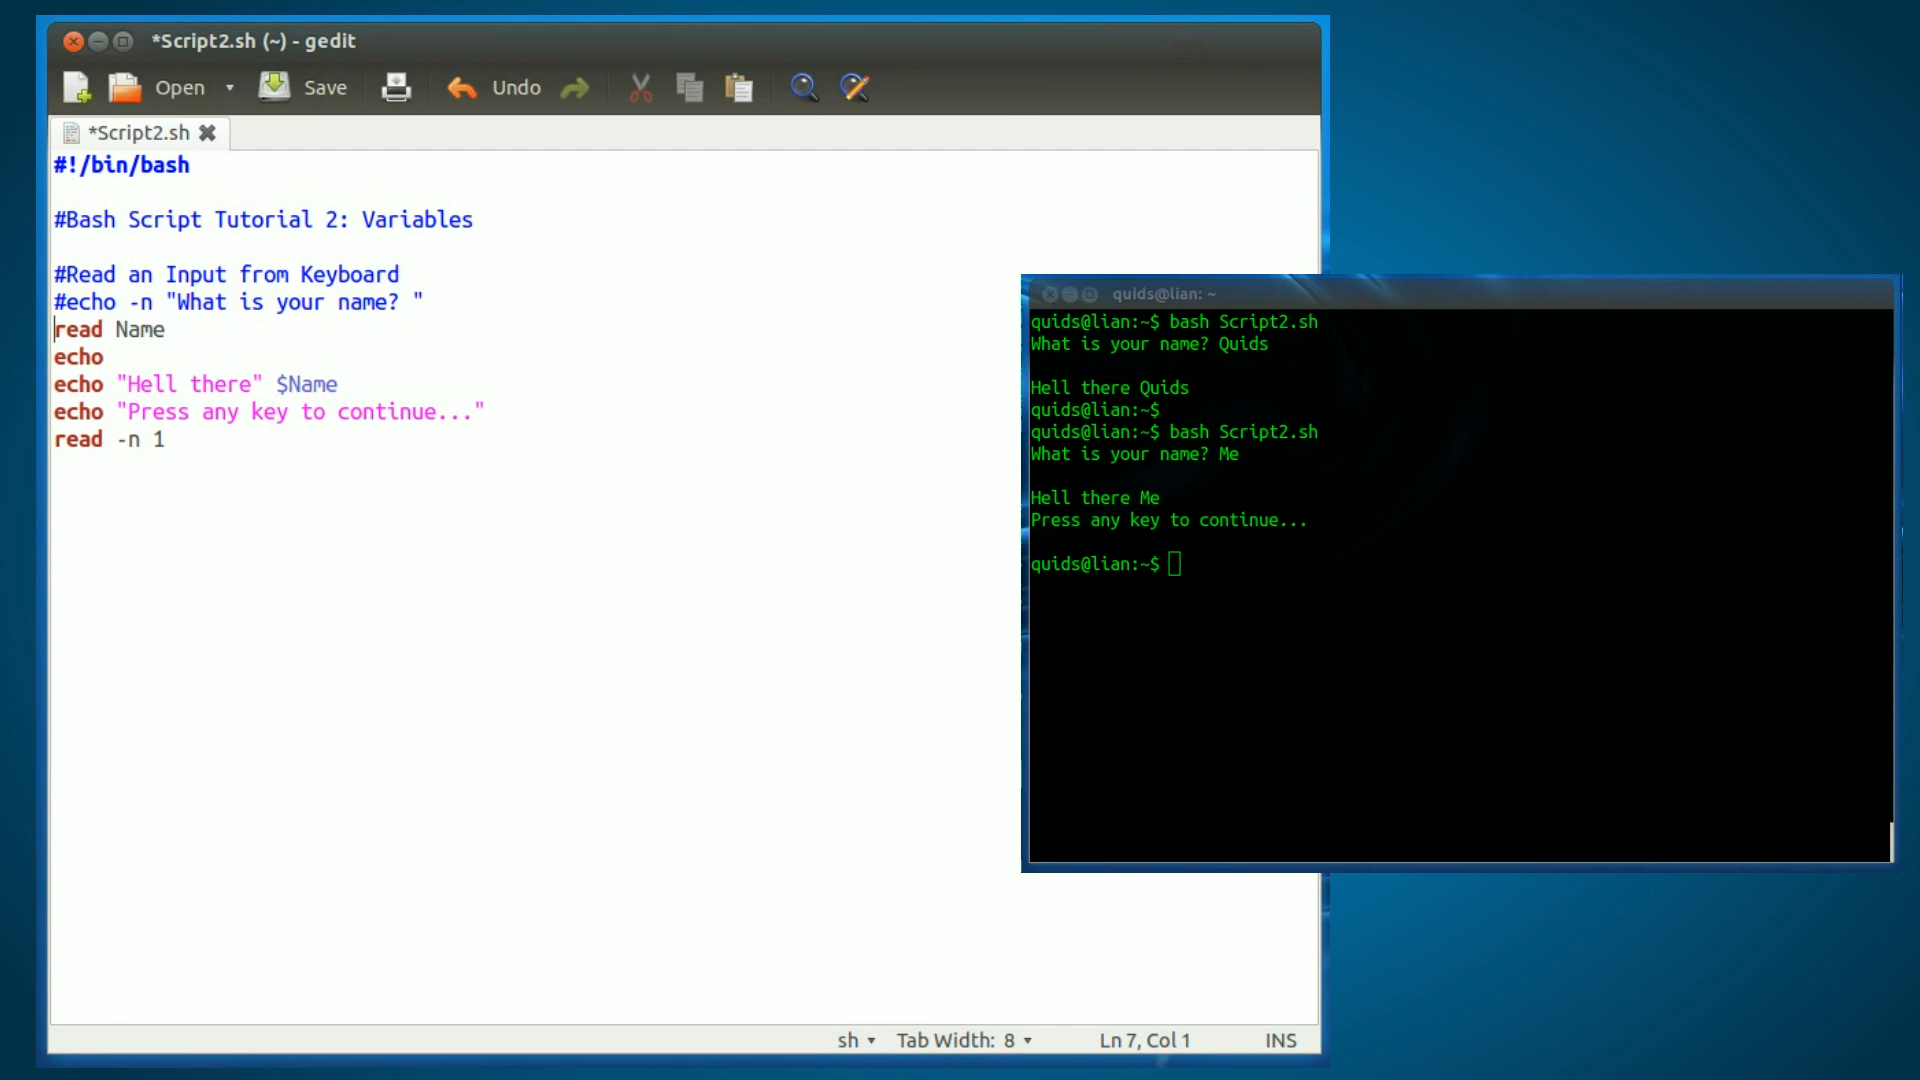 *Script2.sh (~) - gedit
Open Save Undo
*Script2.sh
#!/bin/bash
#Bash Script Tutorial 2: Variables
#Read an Input from Keyboard
#echo -n "What is your name? "
read Name
echo
echo "Hell there" $Name
echo "Press any key to continue..."
read -n 1
sh Tab Width: 8 Ln 7, Col 1 INS
quids@lian: ~
quids@lian:~$ bash Script2.sh
What is your name? Quids
Hell there Quids
quids@lian:~$
quids@lian:~$ bash Script2.sh
What is your name? Me
Hell there Me
Press any key to continue...
quids@lian:~$